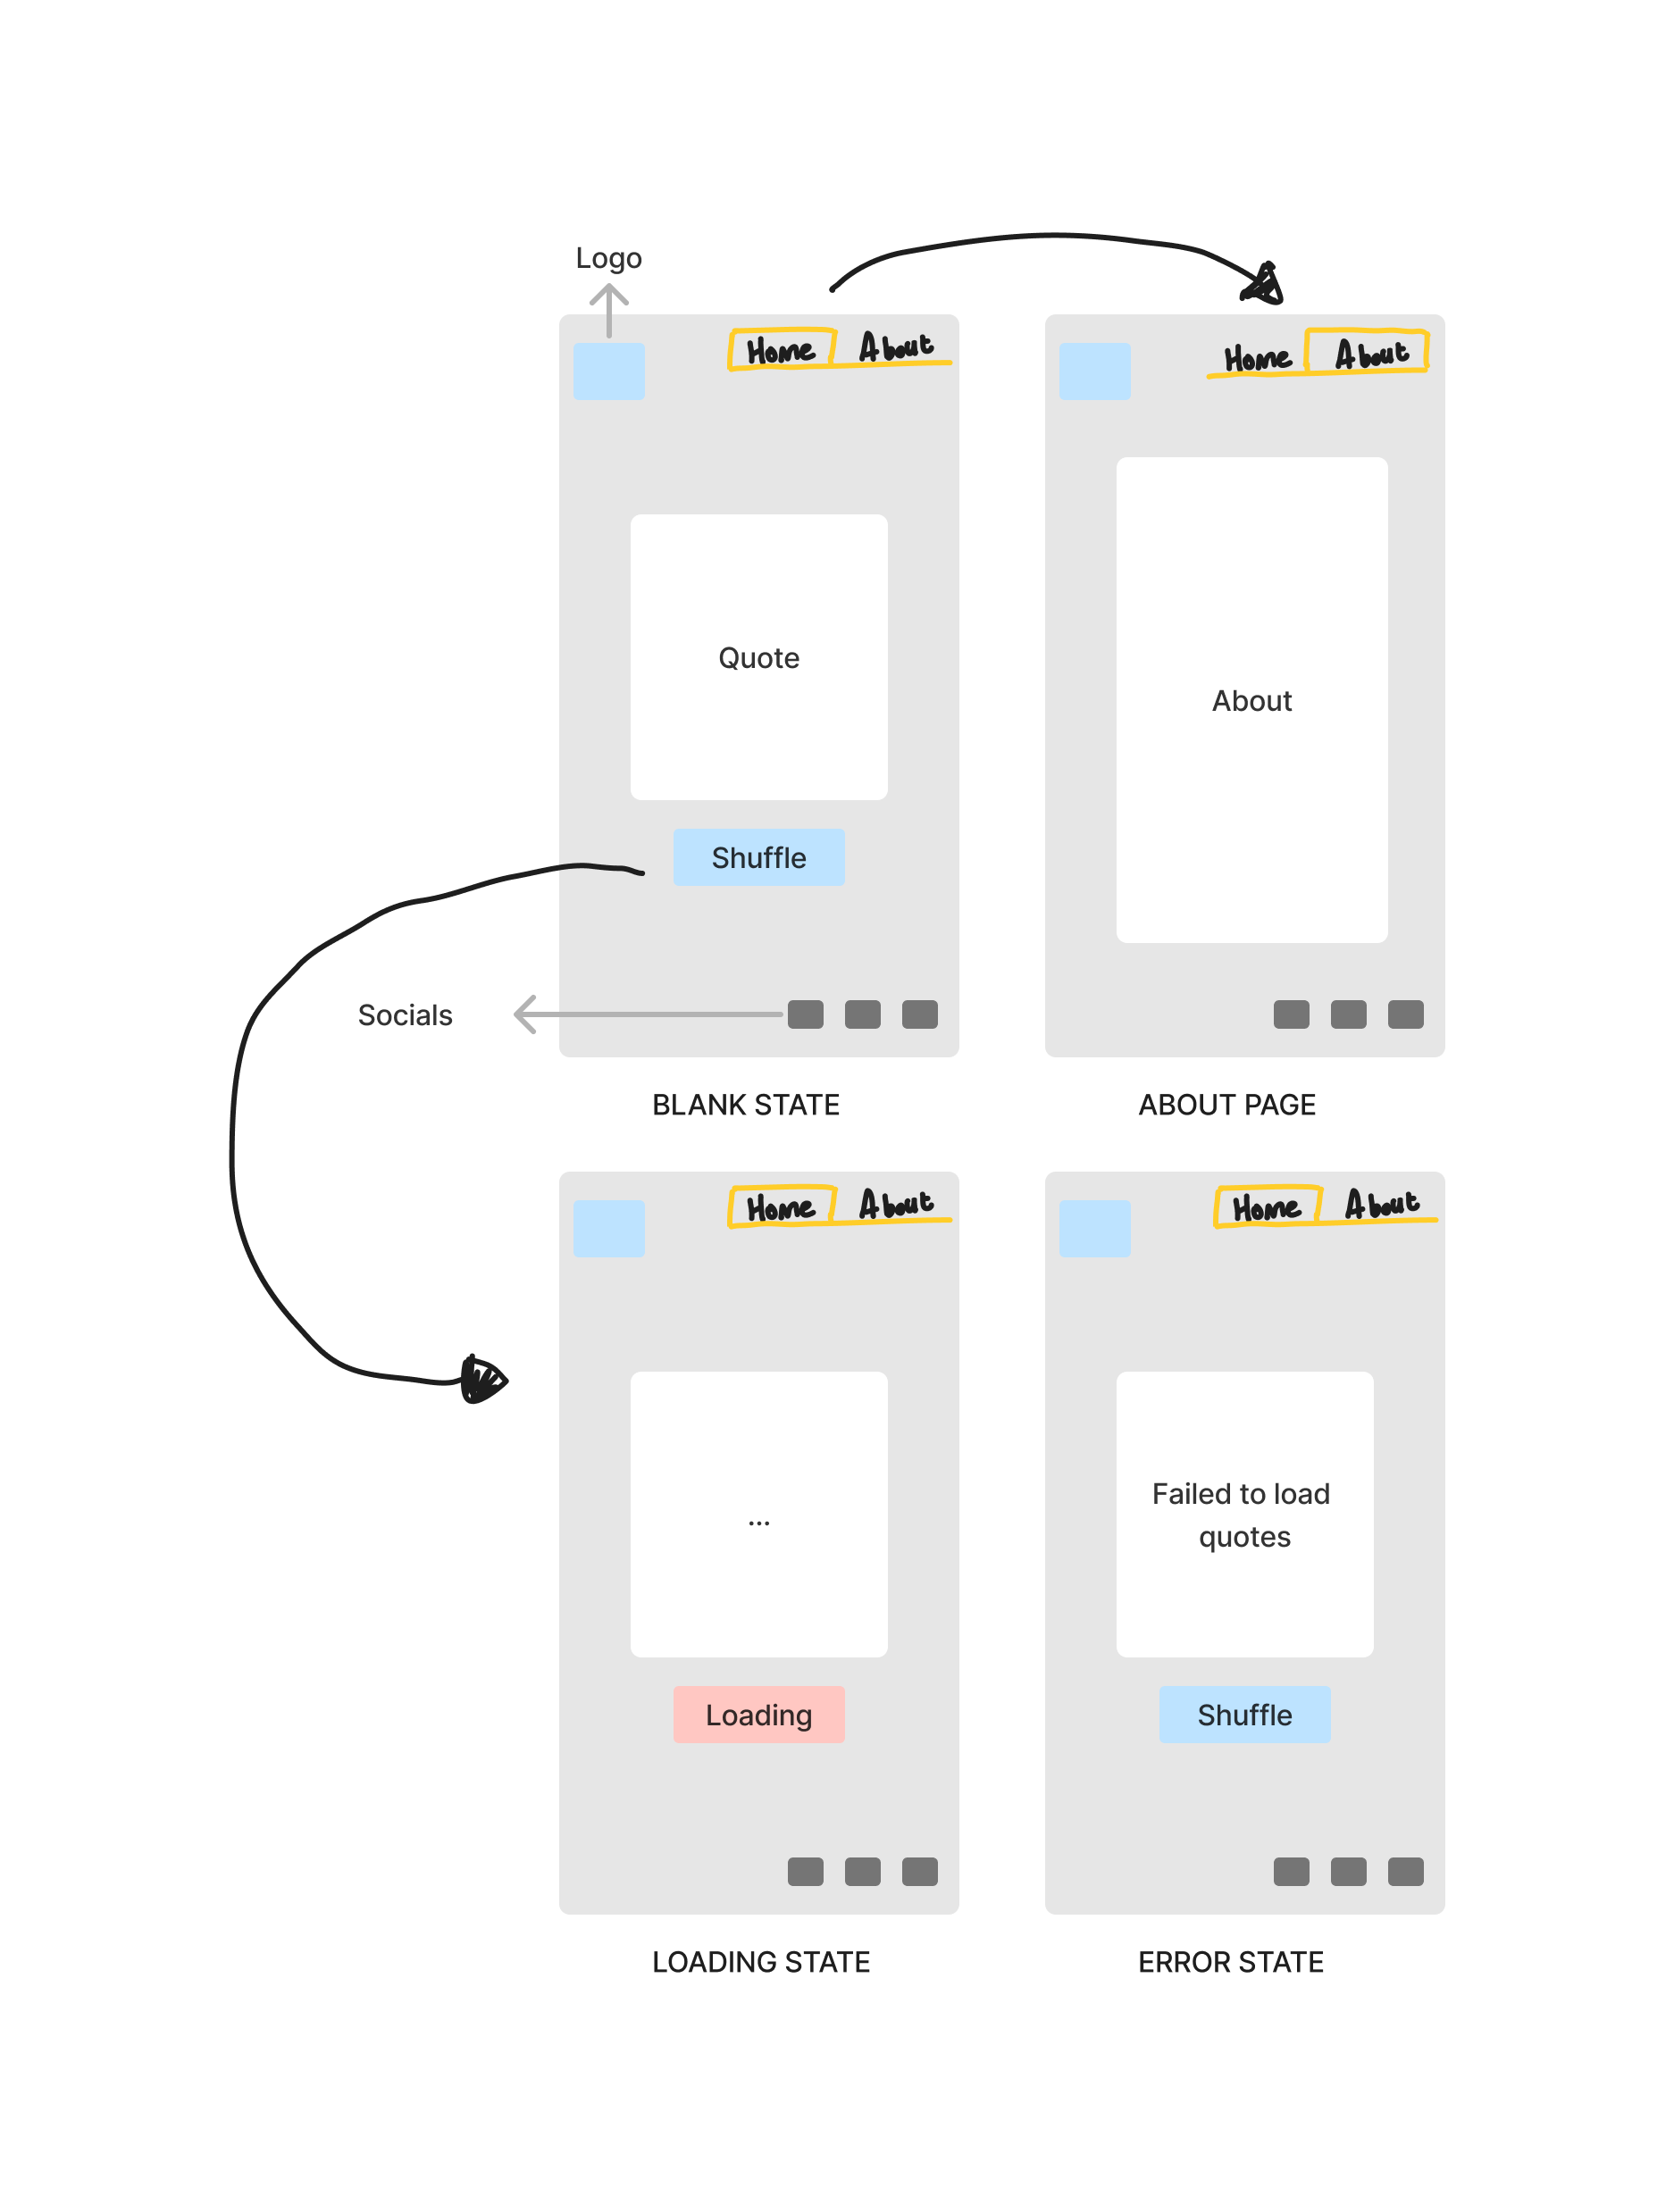 Logo
Home About
Home About
Quote
About
Shuffle
Socials
BLANK STATE
ABOUT PAGE
Home About
Home About
...
Failed to load
quotes
Loading
Shuffle
LOADING STATE
ERROR STATE